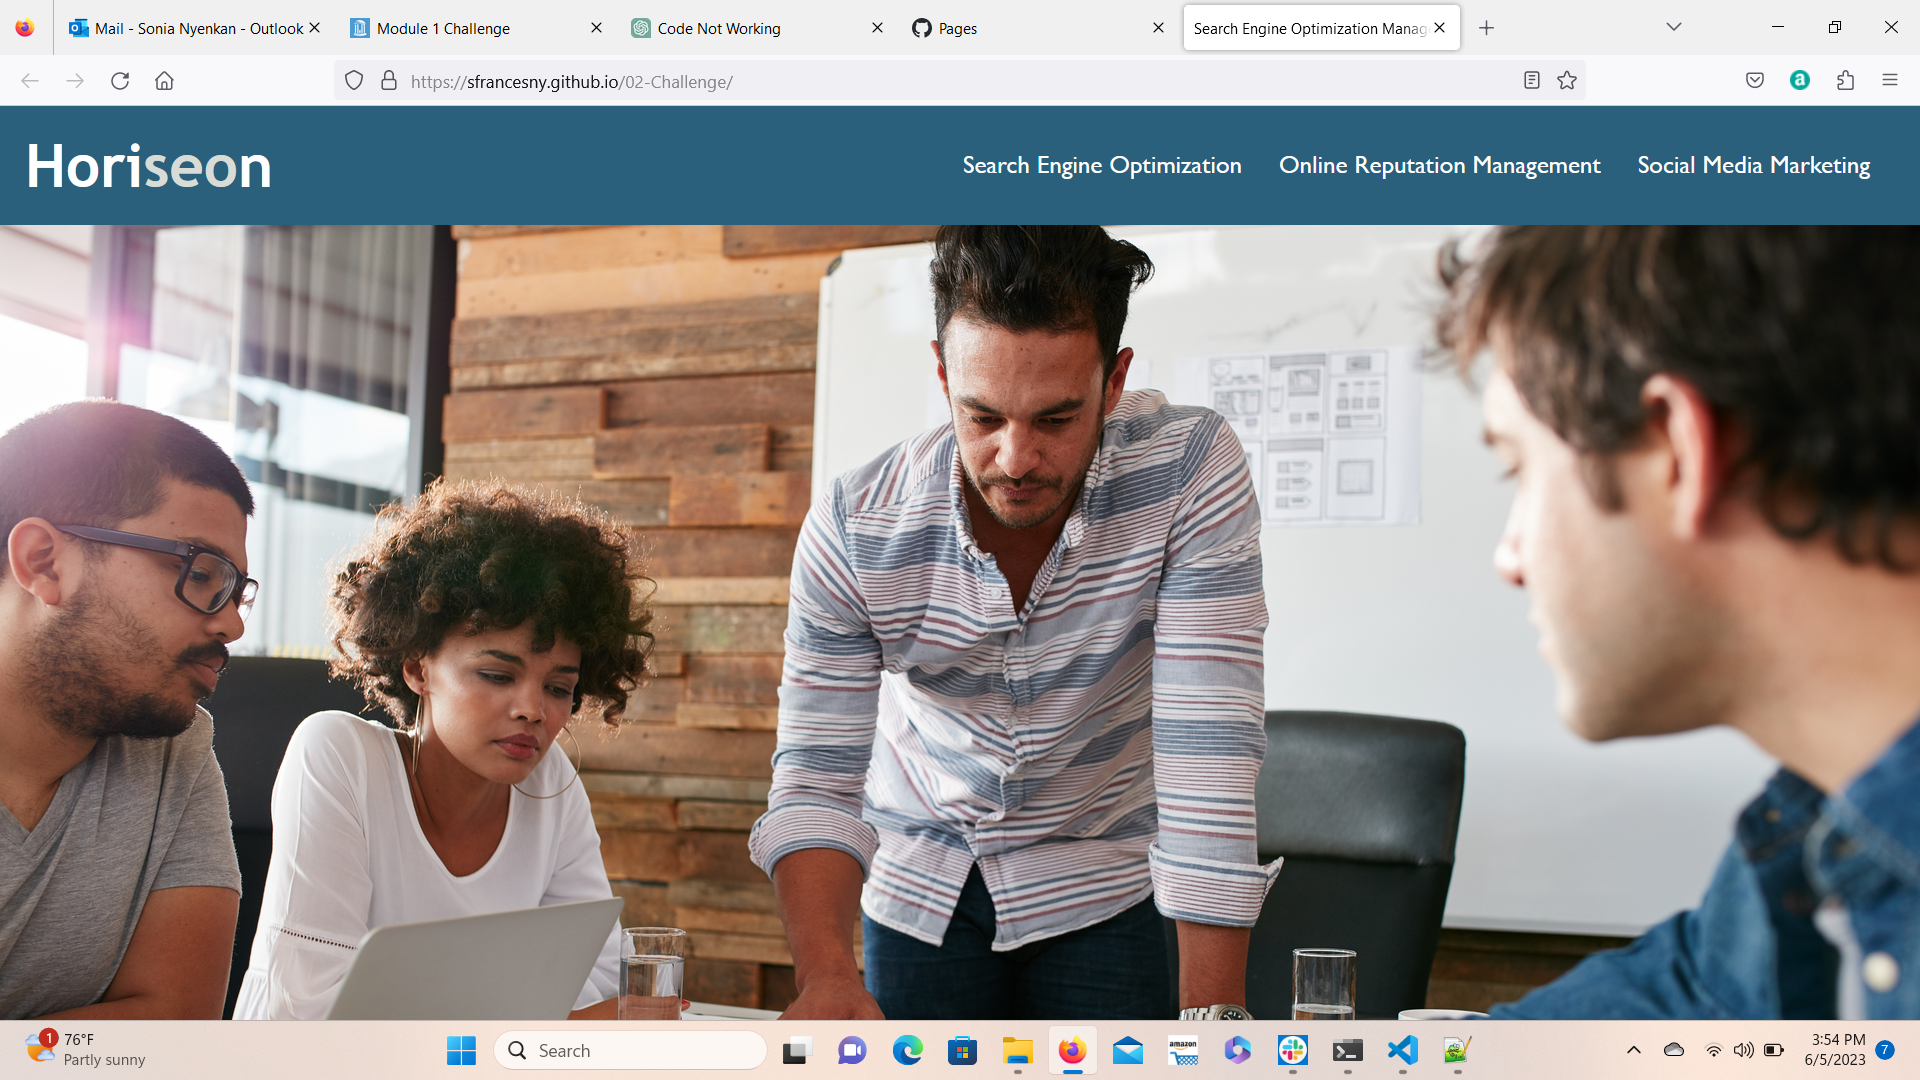 Mail - Sonia Nyenkan - Outlook
Module 1 Challenge
Code Not Working
Pages
Search Engine Optimization Manag
https://sfrancesny.github.io/02-Challenge/
Horiseon
Search Engine Optimization
Online Reputation Management
Social Media Marketing
1
76°F
Partly sunny
Search
amazon
3:54 PM
6/5/2023
7